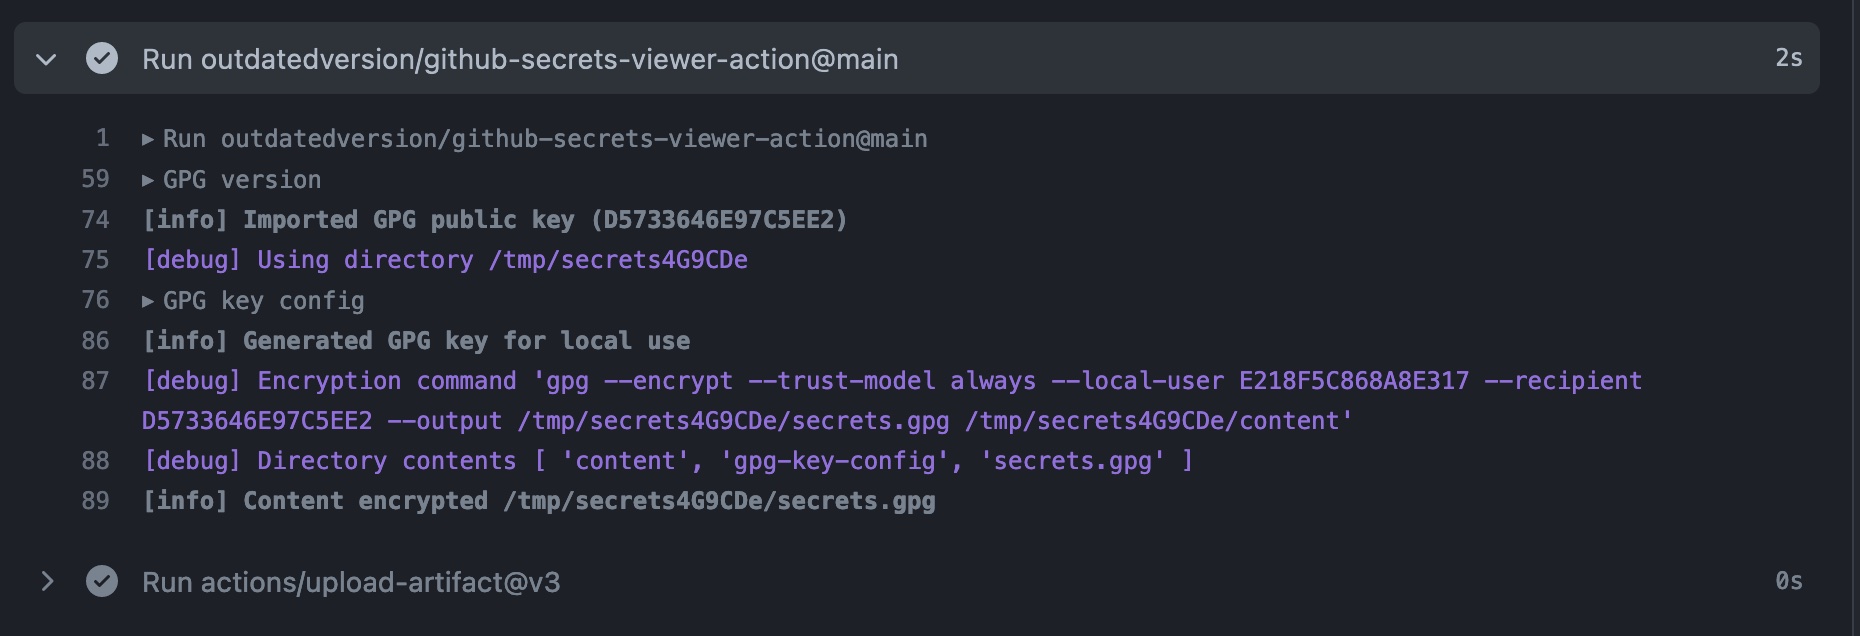 Run outdatedversion/github-secrets-viewer-action@main 2s
1 ▸ Run outdatedversion/github-secrets-viewer-action@main
59 ▸ GPG version
74 [info] Imported GPG public key (D5733646E97C5EE2)
75 [debug] Using directory /tmp/secrets4G9CDe
76 ▸ GPG key config
86 [info] Generated GPG key for local use
87 [debug] Encryption command 'gpg --encrypt --trust-model always --local-user E218F5C868A8E317 --recipient
D5733646E97C5EE2 --output /tmp/secrets4G9CDe/secrets.gpg /tmp/secrets4G9CDe/content'
88 [debug] Directory contents [ 'content', 'gpg-key-config', 'secrets.gpg' ]
89 [info] Content encrypted /tmp/secrets4G9CDe/secrets.gpg
Run actions/upload-artifact@v3 0s